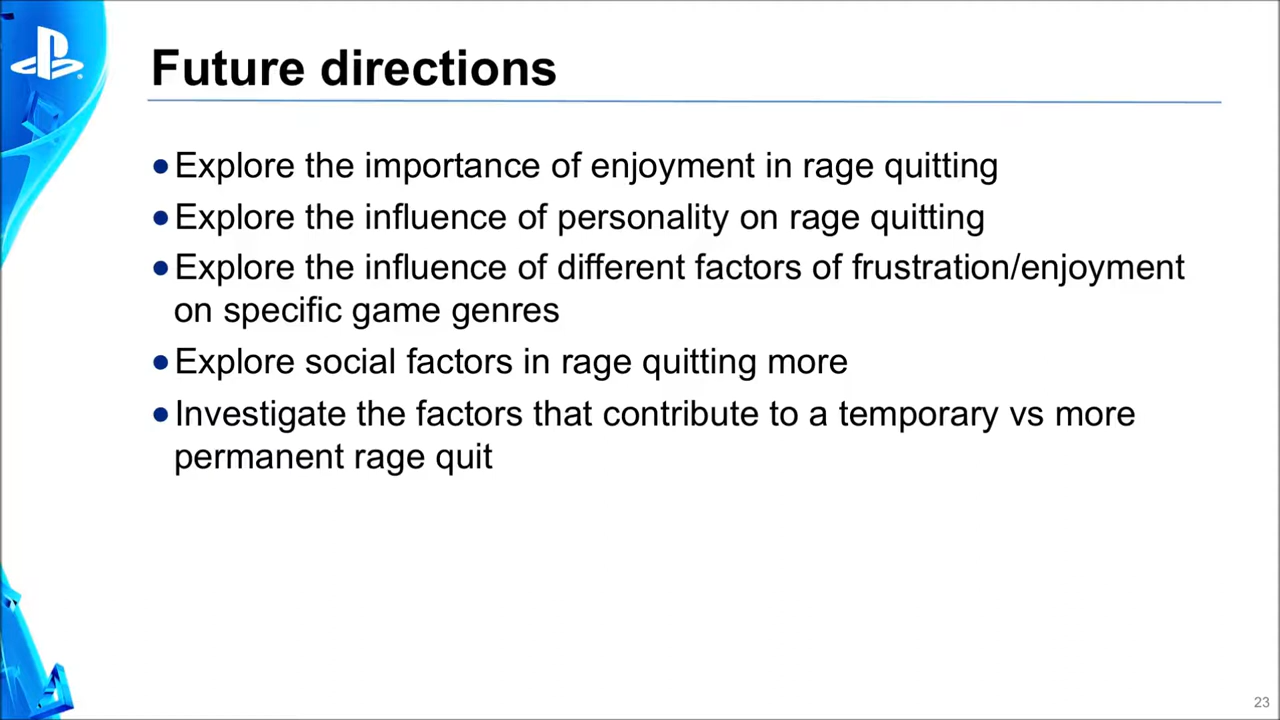 Future directions
●Explore the importance of enjoyment in rage quitting
●Explore the influence of personality on rage quitting
●Explore the influence of different factors of frustration/enjoyment
on specific game genres
●Explore social factors in rage quitting more
●Investigate the factors that contribute to a temporary vs more
permanent rage quit
23